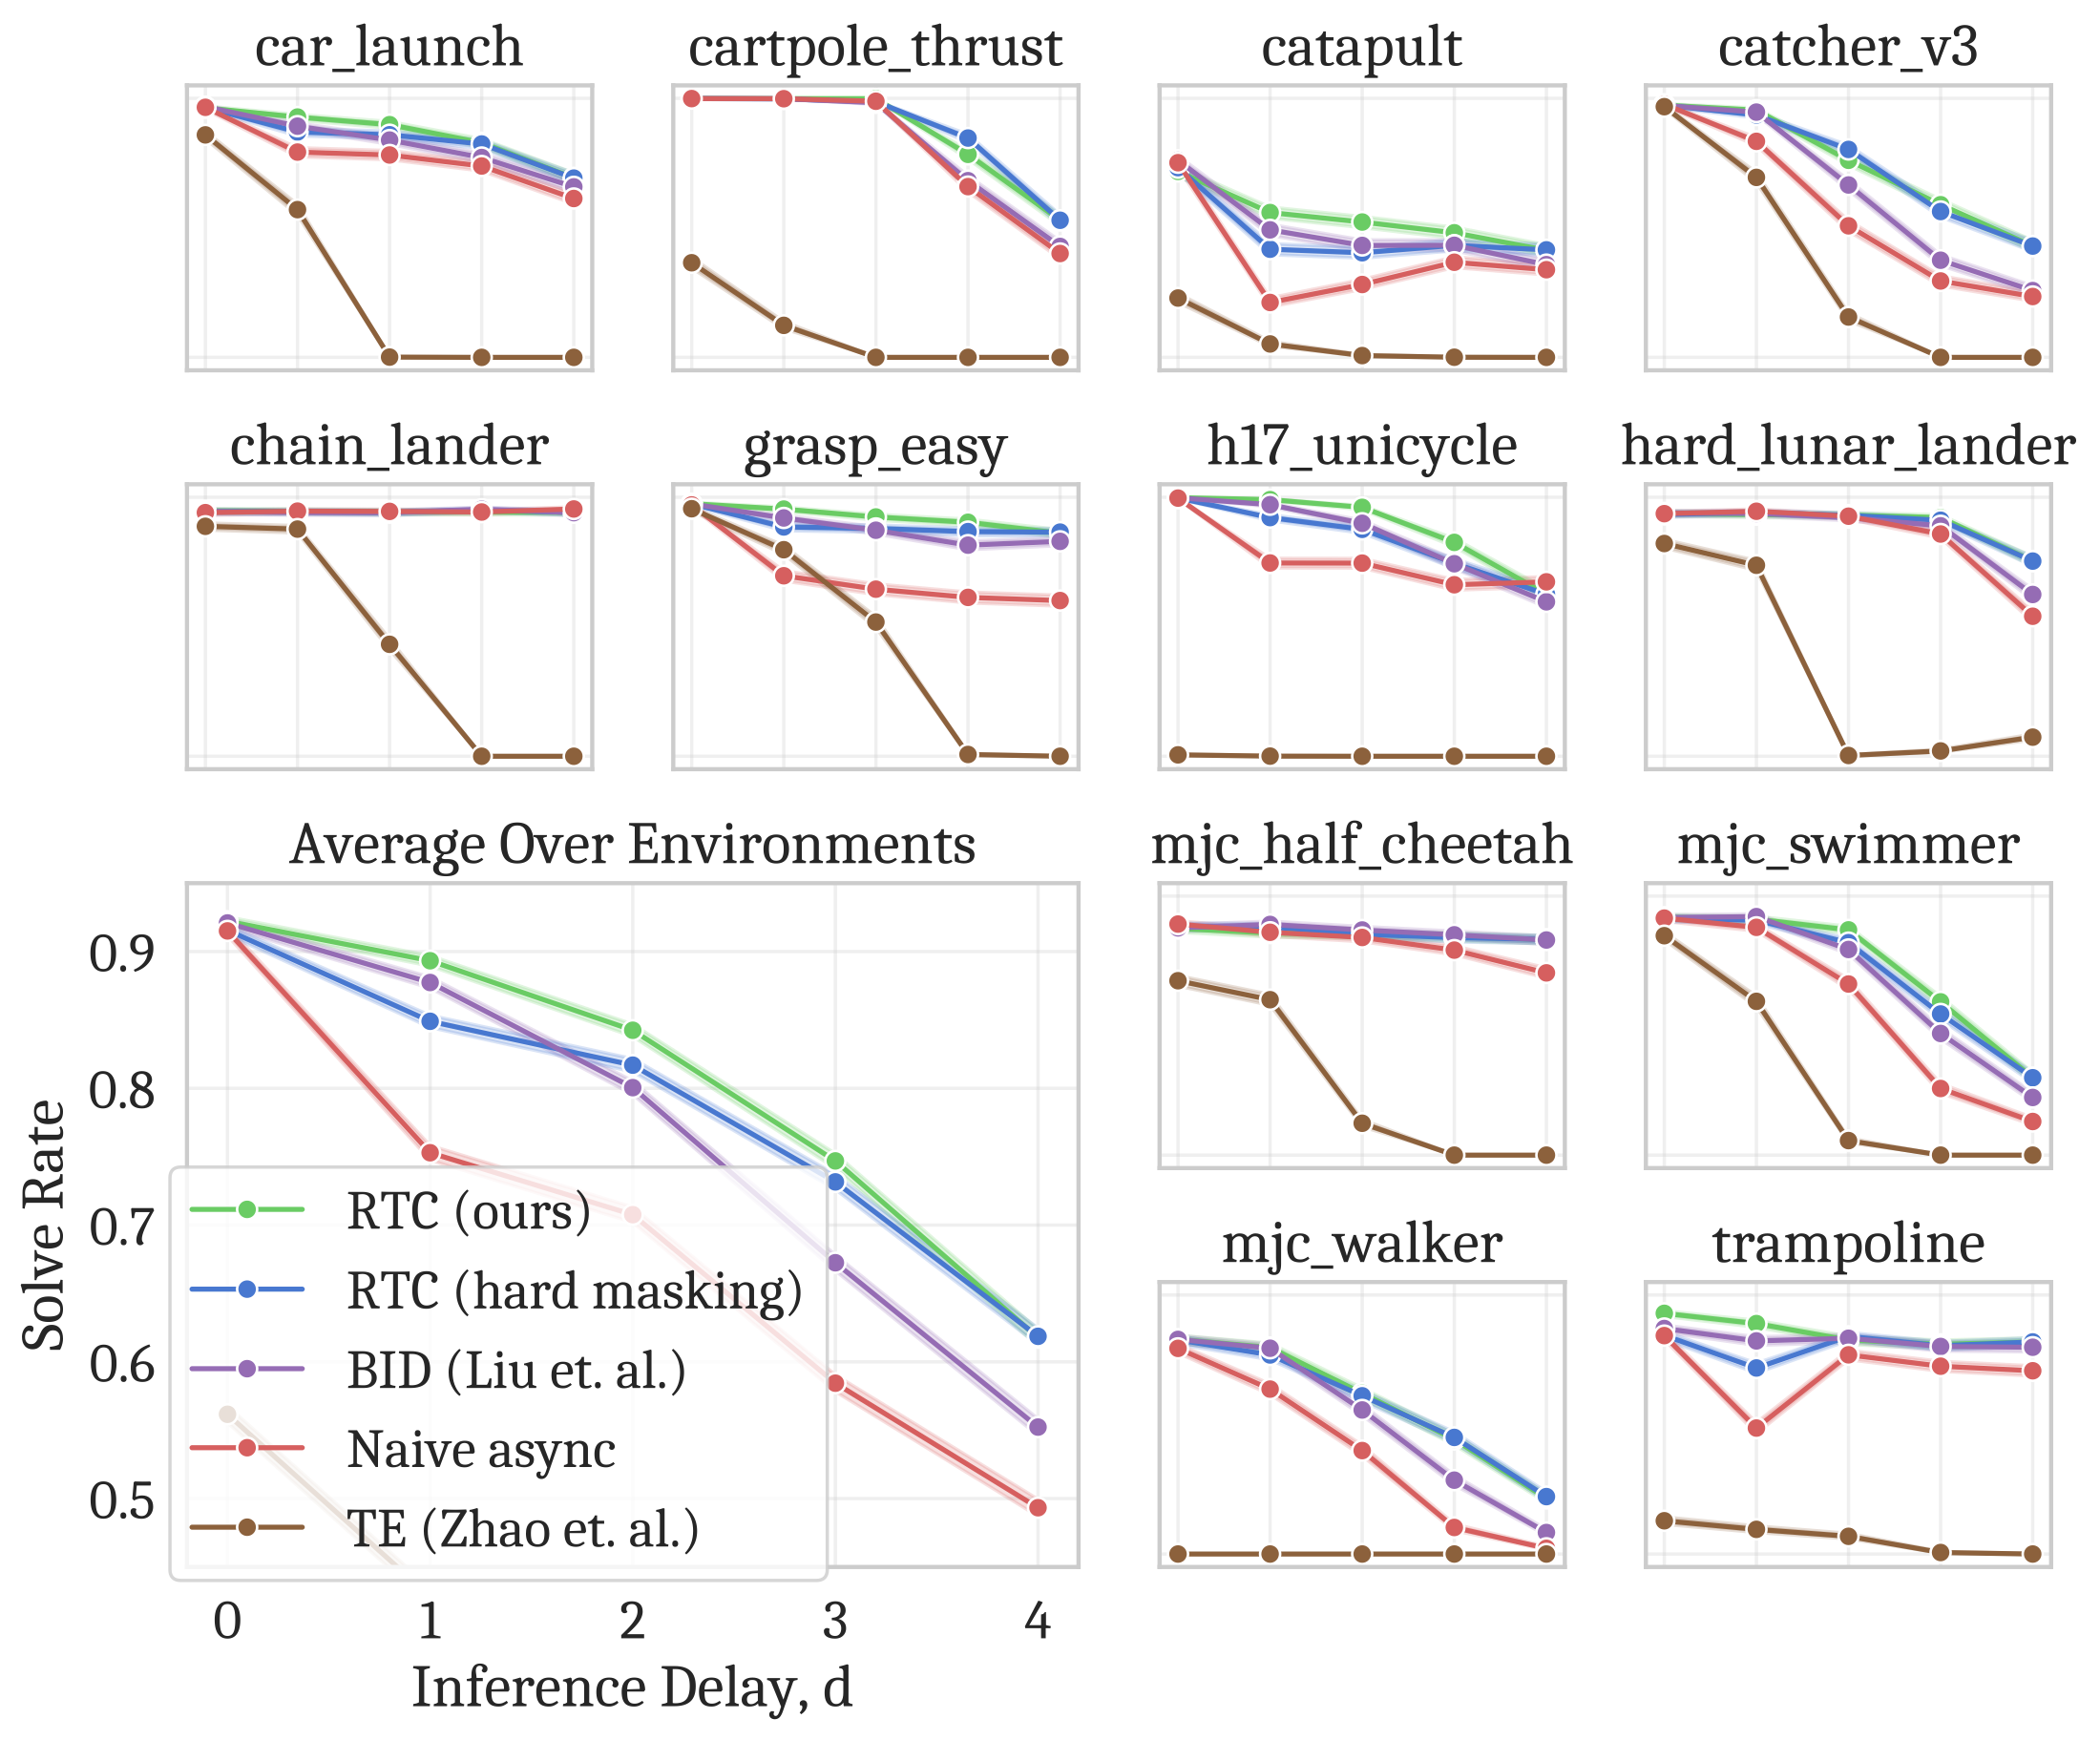 car_launch
cartpole_thrust
catapult
catcher_v3
chain_lander
grasp_easy
h17_unicycle
hard_lunar_lander
Average Over Environments
mjc_half_cheetah
mjc_swimmer
mjc_walker
trampoline
Solve Rate
0.9
0.8
0.7
0.6
0.5
RTC (ours)
RTC (hard masking)
BID (Liu et. al.)
Naive async
TE (Zhao et. al.)
0 1 2 3 4
Inference Delay, d